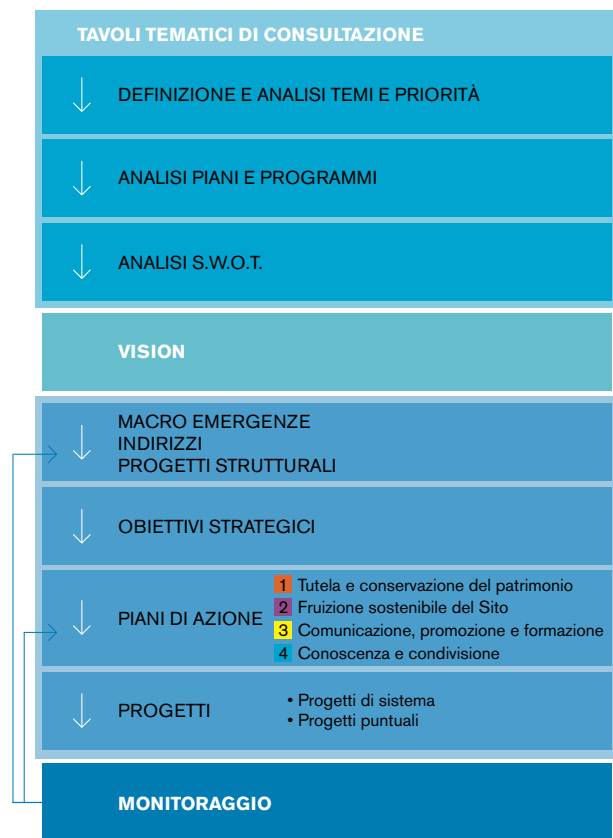 TAVOLI TEMATICI DI CONSULTAZIONE
DEFINIZIONE E ANALISI TEMI E PRIORITÀ
ANALISI PIANI E PROGRAMMI
ANALISI S.W.O.T.
VISION
MACRO EMERGENZE
INDIRIZZI
PROGETTI STRUTTURALI
OBIETTIVI STRATEGICI
PIANI DI AZIONE
1 Tutela e conservazione del patrimonio
2 Fruizione sostenibile del Sito
3 Comunicazione, promozione e formazione
4 Conoscenza e condivisione
PROGETTI
• Progetti di sistema
• Progetti puntuali
MONITORAGGIO